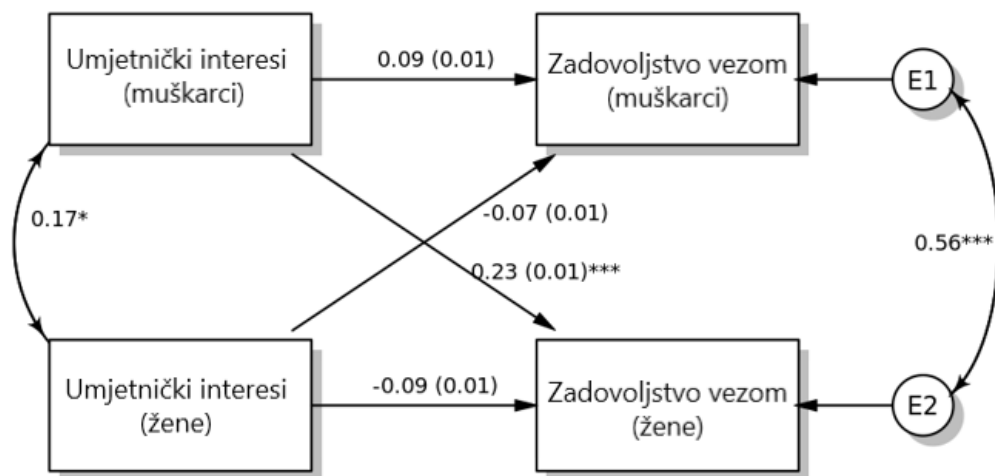 Umjetnički interesi
(muškarci)
0.09 (0.01)
Zadovoljstvo vezom
(muškarci)
E1
0.17*
-0.07 (0.01)
0.23 (0.01)***
0.56***
Umjetnički interesi
(žene)
-0.09 (0.01)
Zadovoljstvo vezom
(žene)
E2